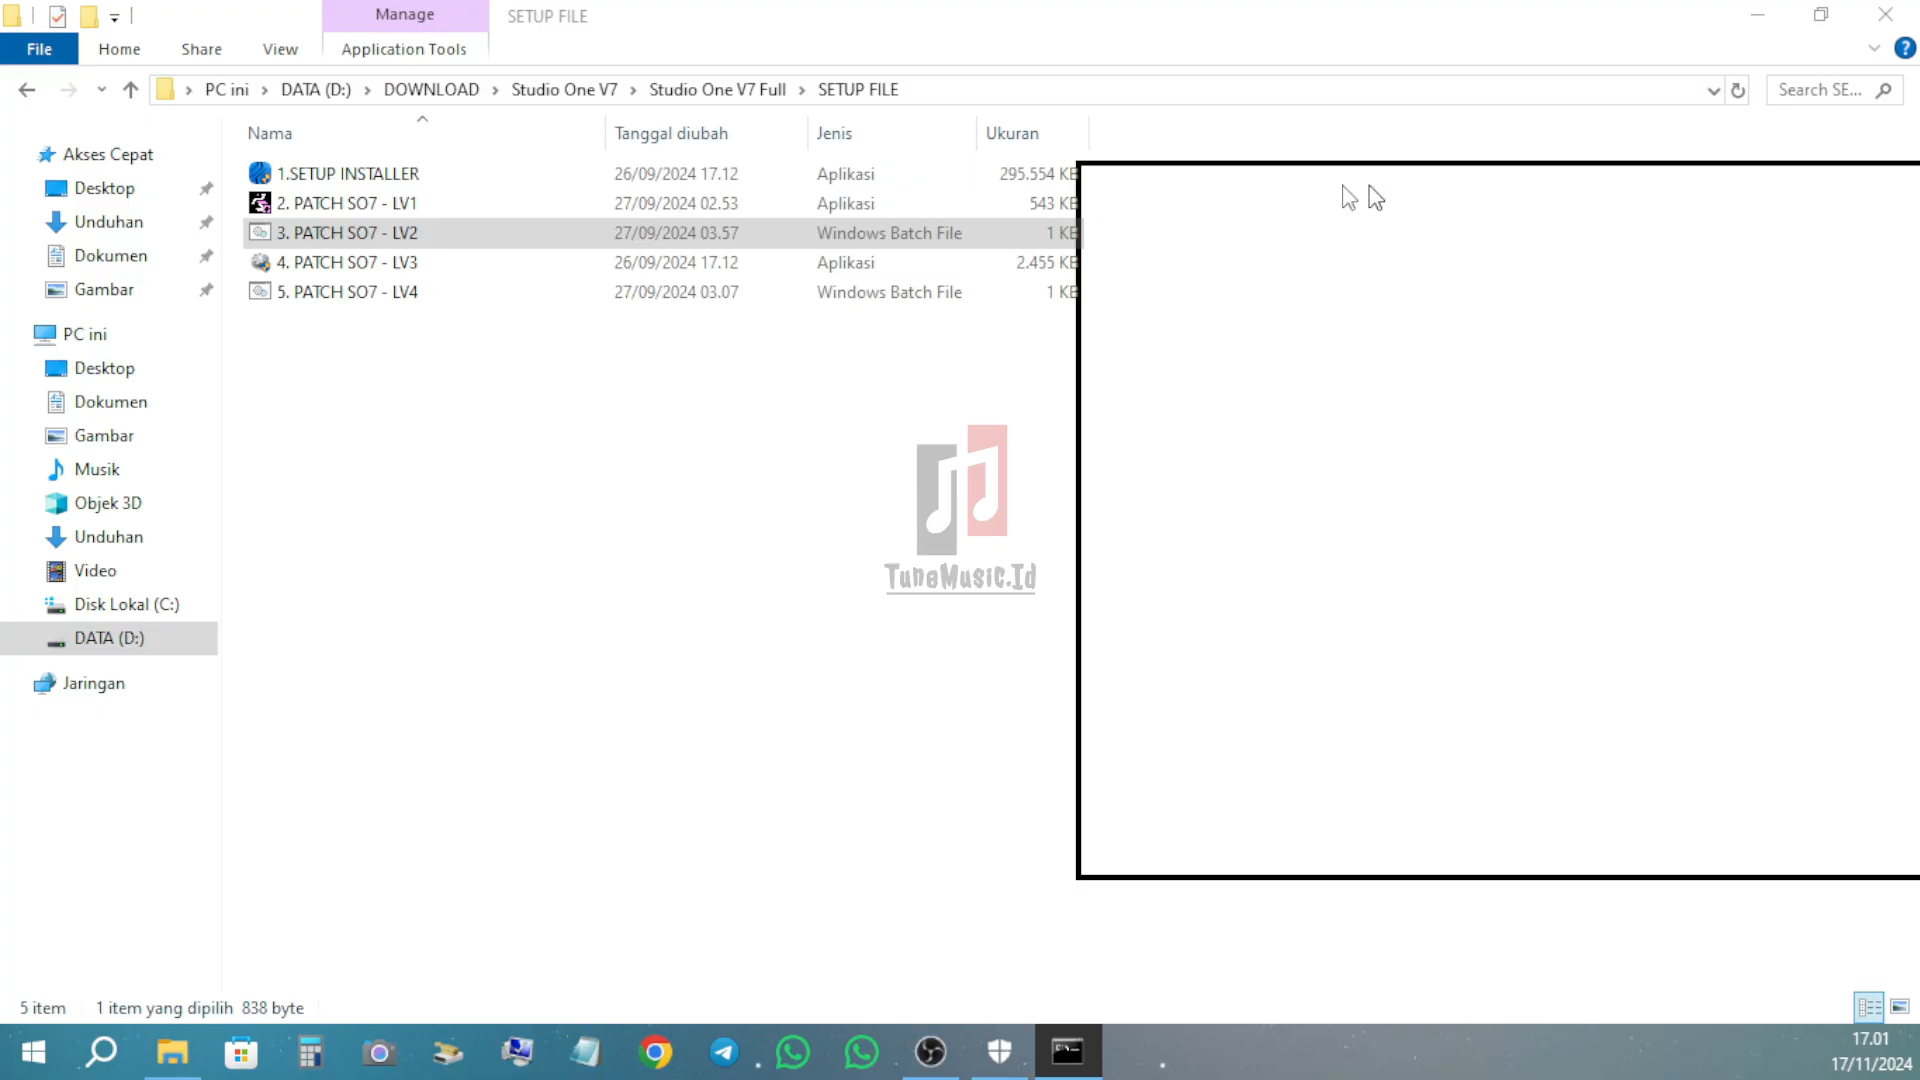 Manage
SETUP FILE
File
Home
Share
View
Application Tools
PC ini
DATA (D:)
DOWNLOAD
Studio One V7
Studio One V7 Full
SETUP FILE
Search SE...
Nama
Tanggal diubah
Jenis
Ukuran
1.SETUP INSTALLER
26/09/2024 17.12
Aplikasi
295.554 KB
2. PATCH SO7 - LV1
27/09/2024 02.53
Aplikasi
543 KB
3. PATCH SO7 - LV2
27/09/2024 03.57
Windows Batch File
1 KB
4. PATCH SO7 - LV3
26/09/2024 17.12
Aplikasi
2.455 KB
5. PATCH SO7 - LV4
27/09/2024 03.07
Windows Batch File
1 KB
Akses Cepat
Desktop
Unduhan
Dokumen
Gambar
PC ini
Desktop
Dokumen
Gambar
Musik
Objek 3D
Unduhan
Video
Disk Lokal (C:)
DATA (D:)
Jaringan
TuneMusic.Id
5 item
1 item yang dipilih 838 byte
17.01
17/11/2024